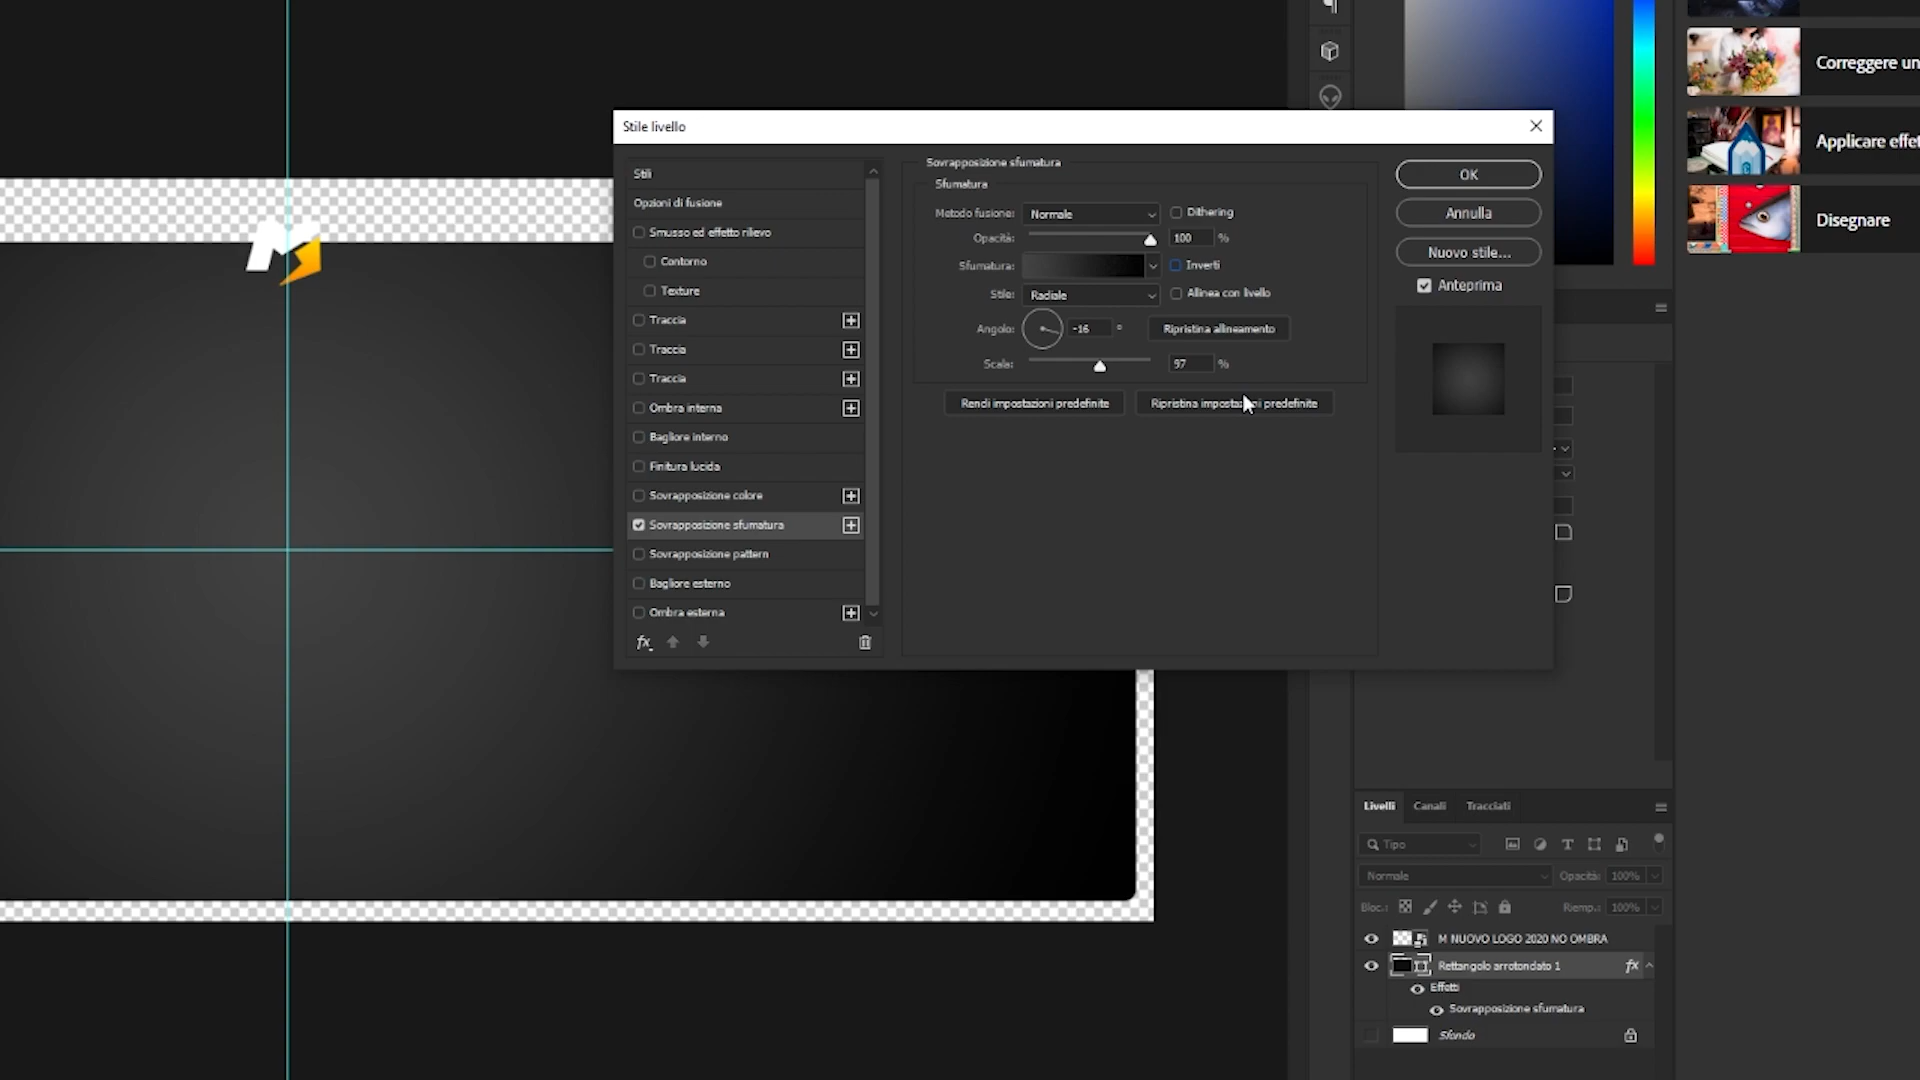 Stile livello
Stili
Opzioni di fusione
Smusso ed effetto rilievo
Contorno
Texture
Traccia
Traccia
Traccia
Ombra interna
Bagliore interno
Finitura lucida
Sovrapposizione colore
Sovrapposizione sfumatura
Sovrapposizione pattern
Bagliore esterno
Ombra esterna
fx
Sovrapposizione sfumatura
Sfumatura
Metodo fusione: Normale Dithering
Opacità: 100 %
Sfumatura: Inverti
Stile: Radiale Allinea con livello
Angolo: -16 ° Ripristina allineamento
Scala: 97 %
Rendi impostazioni predefinite Ripristina impostazioni predefinite
OK
Annulla
Nuovo stile...
Anteprima
Correggere un
Applicare effet
Disegnare
Livelli Canali Tracciati
Tipo
Normale Opacità: 100%
Bloc.: Riemp.: 100%
M NUOVO LOGO 2020 NO OMBRA
Rettangolo arrotondato 1 fx
Effetti
Sovrapposizione sfumatura
Sfondo